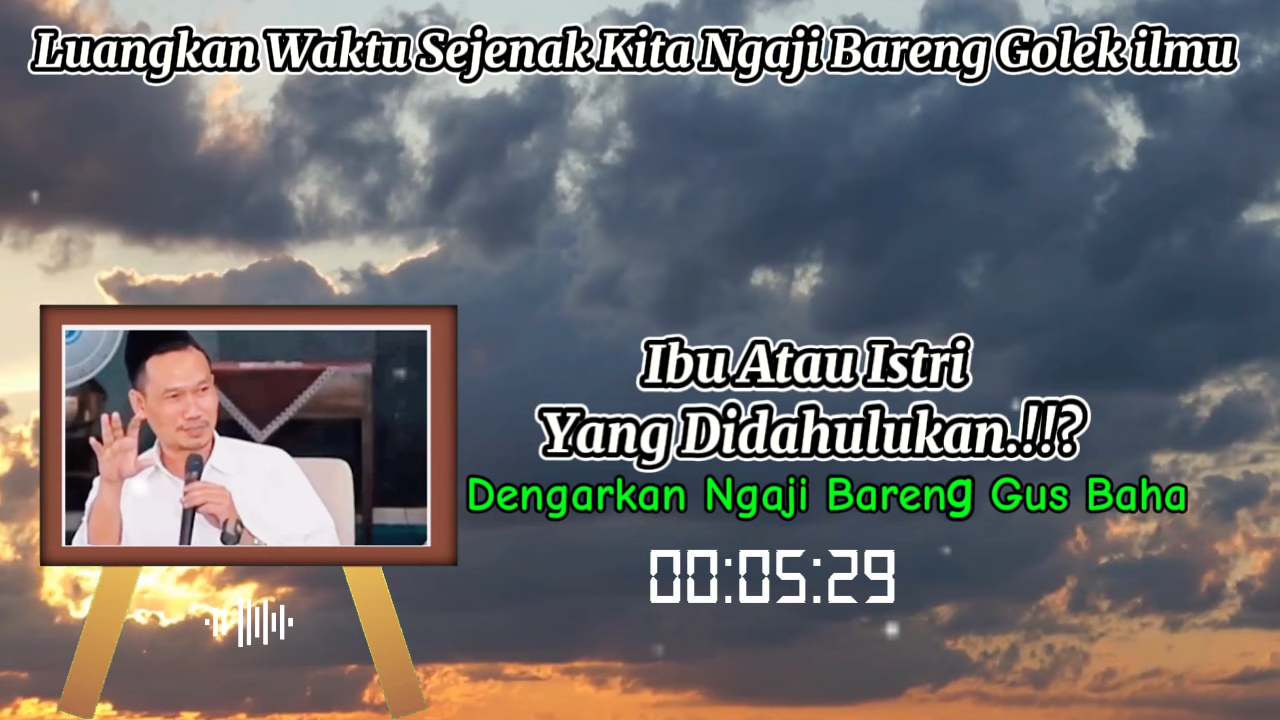 Luangkan Waktu Sejenak Kita Ngaji Bareng Golek ilmu
Ibu Atau Istri
Yang Didahulukan.!!!?
Dengarkan Ngaji Bareng Gus Baha
00:05:29